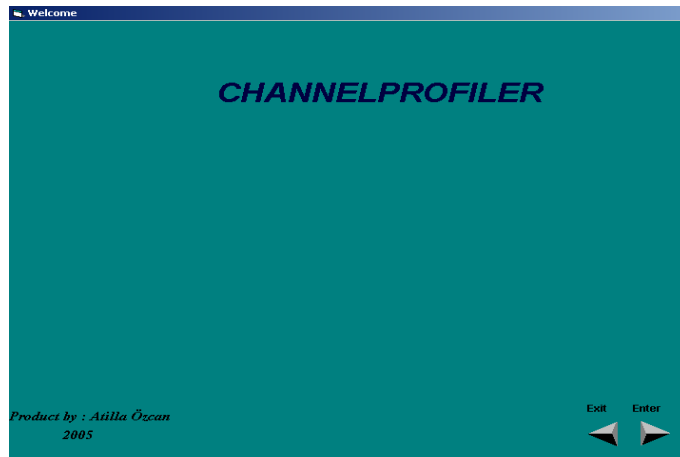 Welcome
CHANNELPROFILER
Product by : Atilla Özcan
2005
Exit Enter